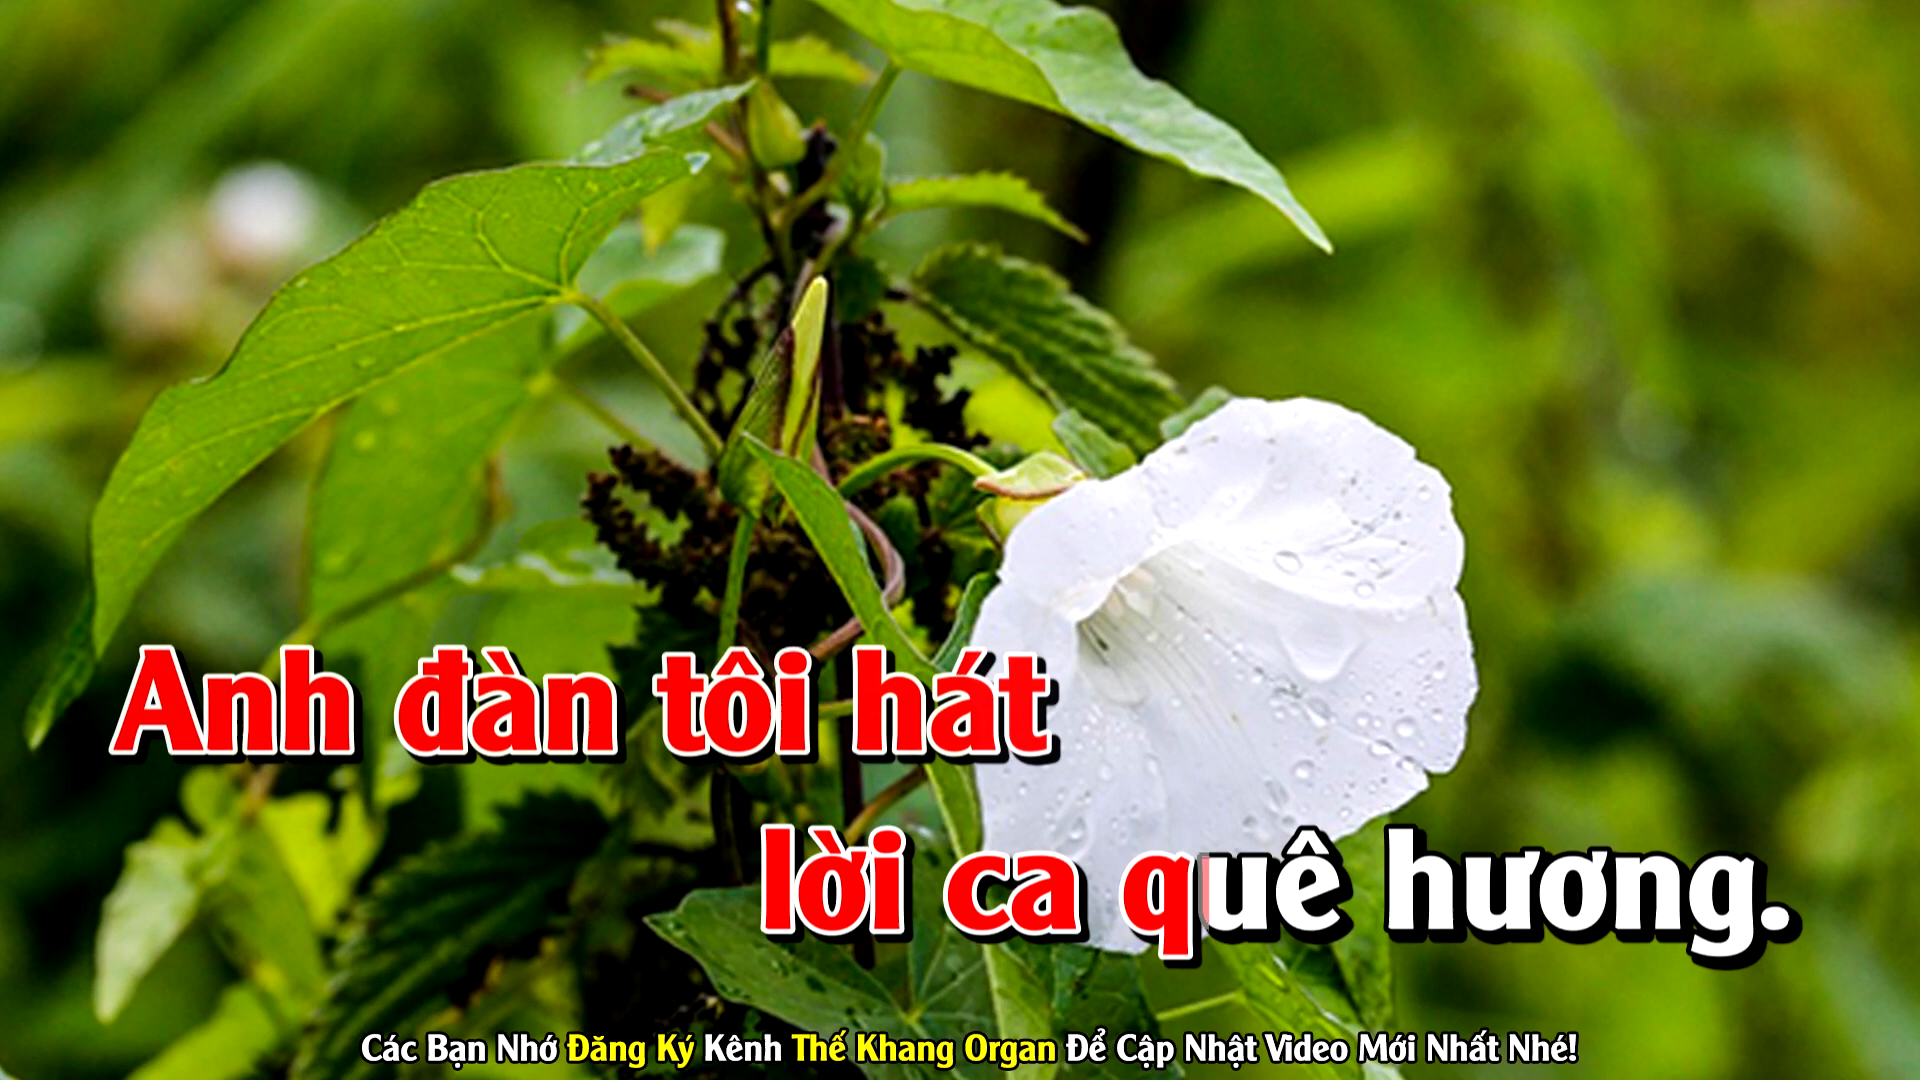 Anh đàn tôi hát
lời ca quê hương.
Các Bạn Nhớ Đăng Ký Kênh Thế Khang Organ Để Cập Nhật Video Mới Nhất Nhé!